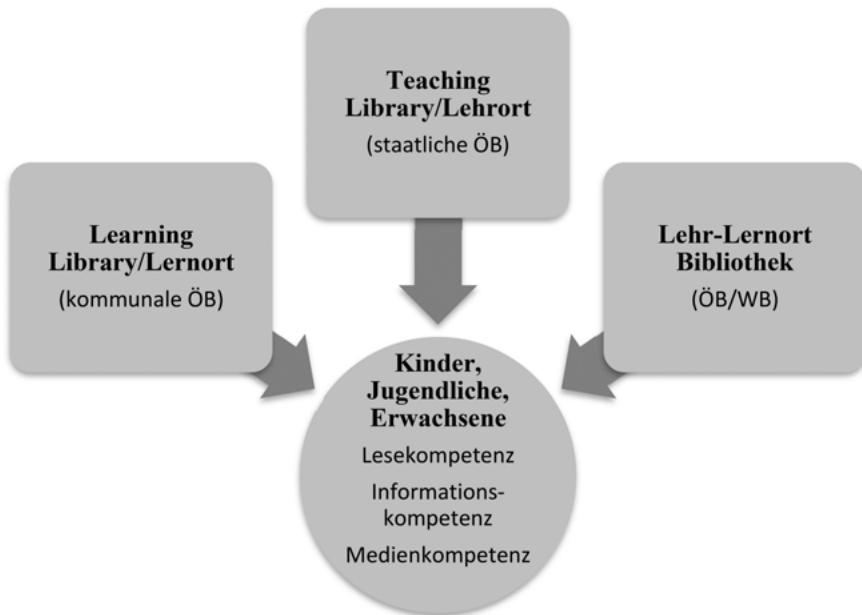 Teaching
Library/Lehrort
(staatliche ÖB)
Learning
Library/Lernort
(kommunale ÖB)
Lehr-Lernort
Bibliothek
(ÖB/WB)
Kinder,
Jugendliche,
Erwachsene
Lesekompetenz
Informations-
kompetenz
Medienkompetenz